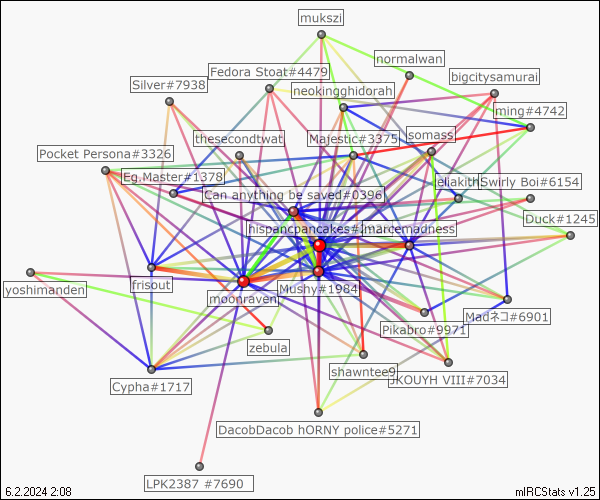 mukszi
normalwan
Fedora Stoat#4479
bigcitysamurai
Silver#7938
neokingghidorah
ming#4742
thesecondtwat
Majestic#3375
somass
Pocket Persona#3326
Eg.Master#1378
eliakith
Swirly Boi#6154
Can anything be saved#0396
Duck#1245
hispancpancakes#2
marcemadness
yoshimanden
frisout
moonraven
Mushy#1984
Pikabro#9971
Madネコ#6901
zebula
shawntee9
JKOUYH VIII#7034
Cypha#1717
DacobDacob hORNY police#5271
LPK2387 #7690
6.2.2024 2:08
mIRCStats v1.25